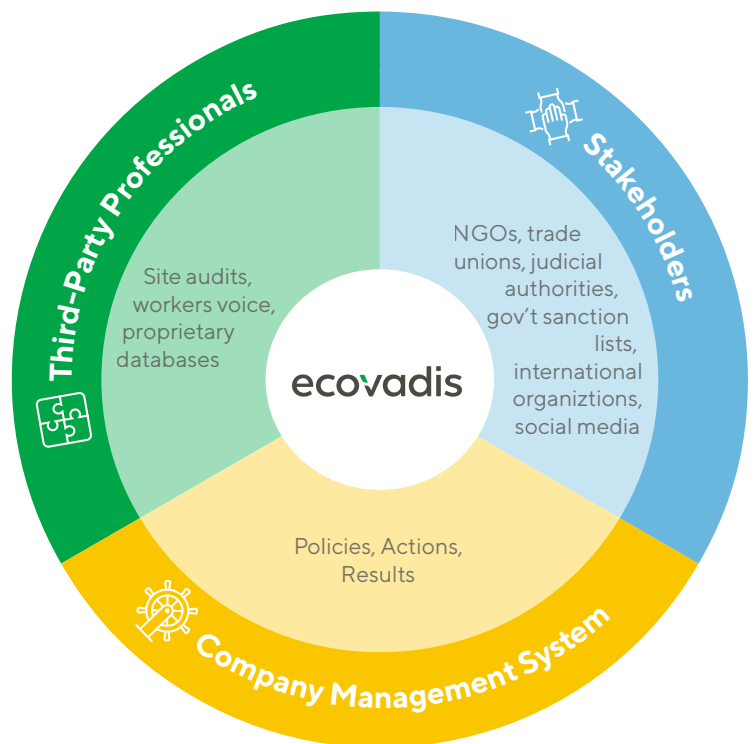 Third-Party Professionals
Site audits,
workers voice,
proprietary
databases
Stakeholders
NGOs, trade
unions, judicial
authorities,
gov't sanction
lists,
international
organiztions,
social media
ecovadis
Policies, Actions,
Results
Company Management System